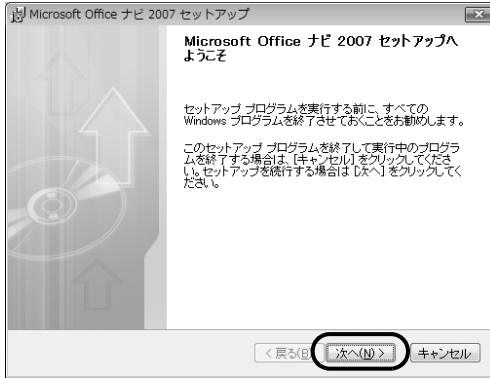 Microsoft Office ナビ 2007 セットアップ
Microsoft Office ナビ 2007 セットアップへ
ようこそ
セットアップ プログラムを実行する前に、すべての
Windows プログラムを終了させておくことをお勧めします。
このセットアップ プログラムを終了して実行中のプログラ
ムを終了する場合は、[キャンセル] をクリックしてくださ
い。セットアップを続行する場合は [次へ] をクリックしてく
ださい。
< 戻る(B) 次へ(N) > キャンセル